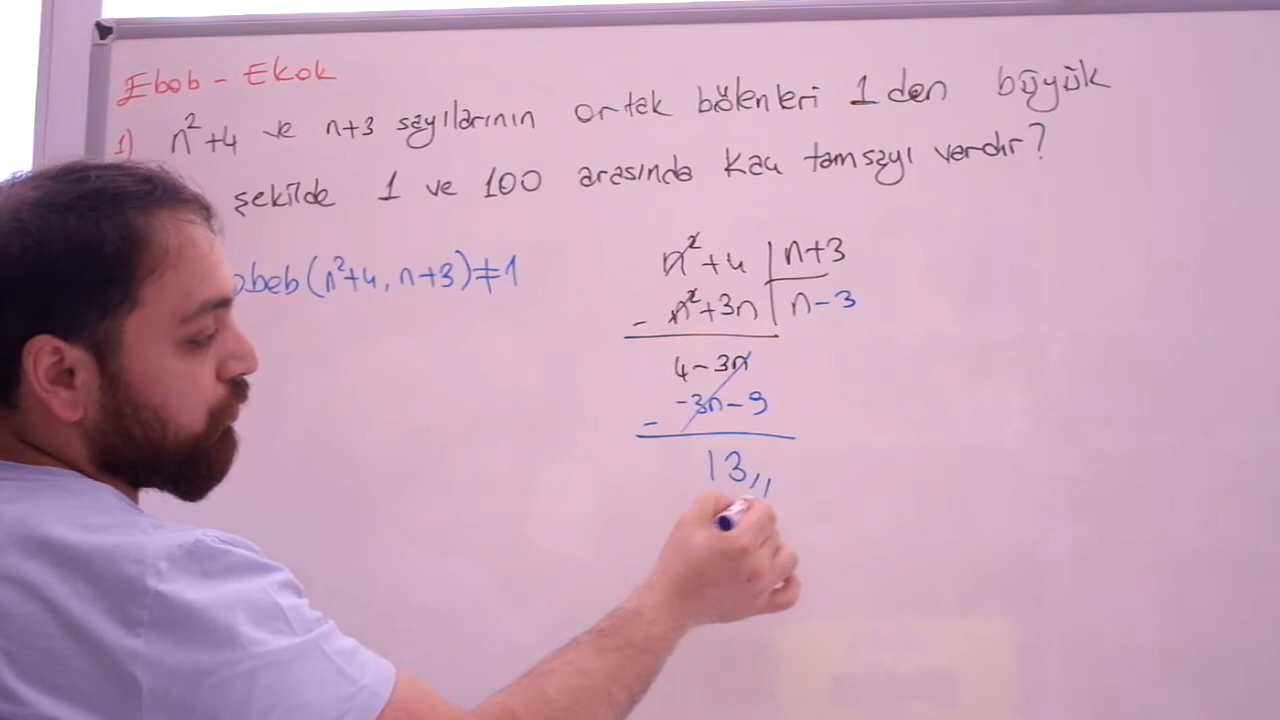 Ebob - Ekok
1) n²+4 ve n+3 sayılarının ortak bölenleri 1 den büyük
şekilde 1 ve 100 arasında kaç tamsayı vardır?
obeb(n²+4, n+3)≠1
n²+4 | n+3
- n²+3n | n-3
4-3n
- -3n-9
13,,